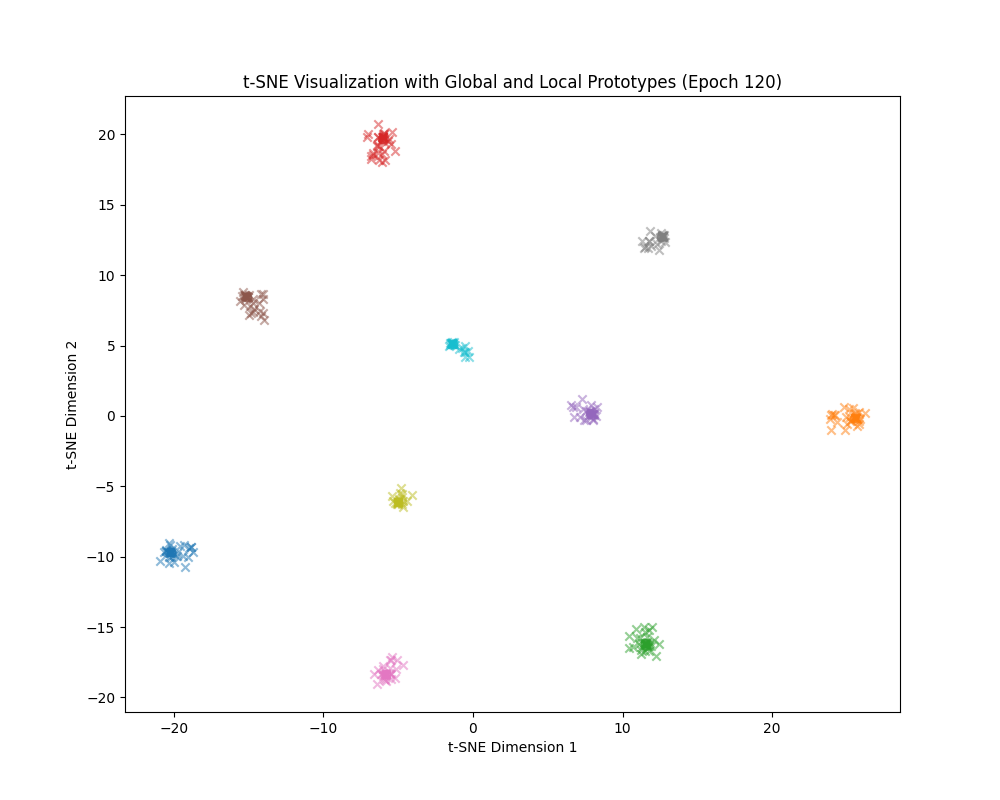 t-SNE Visualization with Global and Local Prototypes (Epoch 120)
20
15
10
5
0
−5
−10
−15
−20
t-SNE Dimension 2
−20 −10 0 10 20
t-SNE Dimension 1